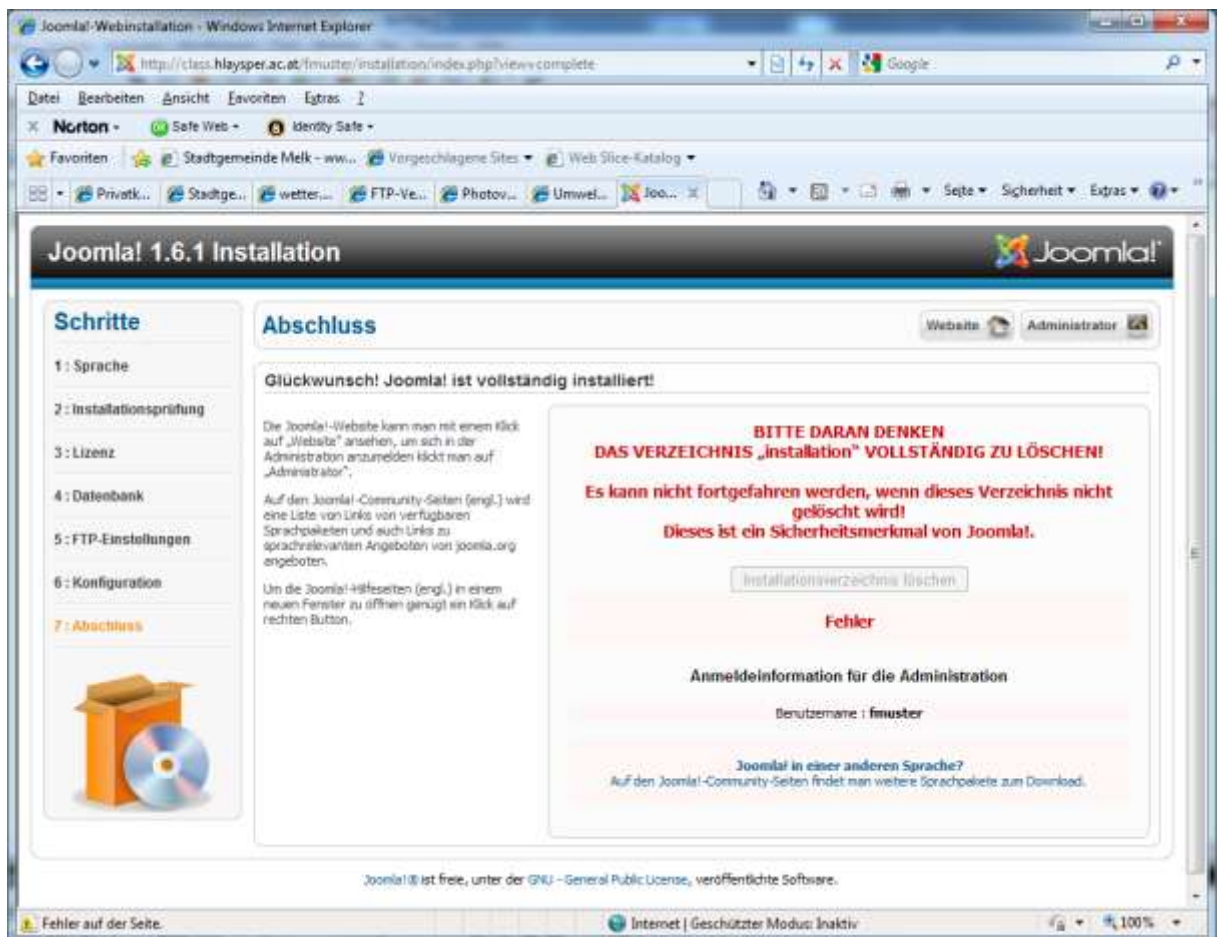 Joomla!-Webinstallation - Windows Internet Explorer
http://class.hlaysper.ac.at/fmuster/installation/index.php?view=complete
Google
Datei Bearbeiten Ansicht Favoriten Extras ?
Norton - Safe Web - Identity Safe -
Favoriten Stadtgemeinde Melk - ww... Vorgeschlagene Sites Web Slice-Katalog
Privatk... Stadtge... wetter.... FTP-Ve... Photov... Umwel... Joo... Seite Sicherheit Extras
Joomla! 1.6.1 Installation
Joomla!
Schritte
1 : Sprache
2 : Installationsprüfung
3 : Lizenz
4 : Datenbank
5 : FTP-Einstellungen
6 : Konfiguration
7 : Abschluss
Abschluss
Website Administrator
Glückwunsch! Joomla! ist vollständig installiert!
Die Joomla!-Website kann man mit einem Klick
auf „Website" ansehen, um sich in der
Administration anzumelden klickt man auf
„Administrator".
Auf den Joomla!-Community-Seiten (engl.) wird
eine Liste von Links von verfügbaren
Sprachpaketen und auch Links zu
sprachrelevanten Angeboten von joomla.org
angeboten.
Um die Joomla!-Hilfeseiten (engl.) in einem
neuen Fenster zu öffnen genügt ein Klick auf
rechten Button.
BITTE DARAN DENKEN
DAS VERZEICHNIS „installation" VOLLSTÄNDIG ZU LÖSCHEN!
Es kann nicht fortgefahren werden, wenn dieses Verzeichnis nicht
gelöscht wird!
Dieses ist ein Sicherheitsmerkmal von Joomla!.
Installationsverzeichnis löschen
Fehler
Anmeldeinformation für die Administration
Benutzername : fmuster
Joomla! in einer anderen Sprache?
Auf den Joomla!-Community-Seiten findet man weitere Sprachpakete zum Download.
Joomla!® ist freie, unter der GNU - General Public License, veröffentlichte Software.
Fehler auf der Seite.
Internet | Geschützter Modus: Inaktiv
100%